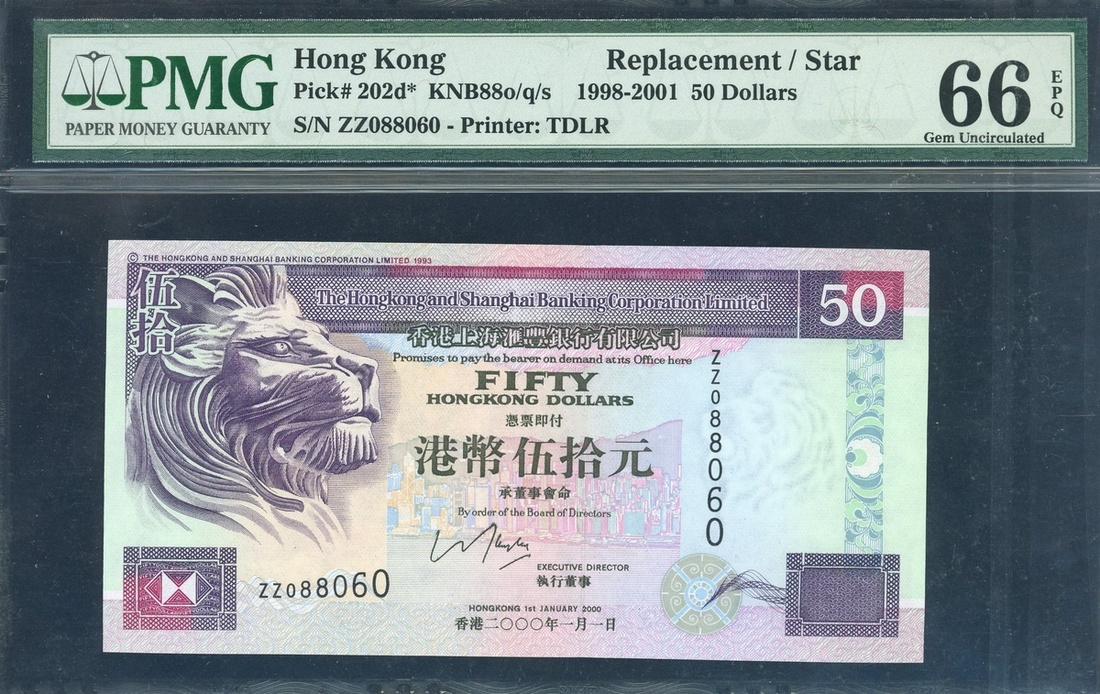 PMG
PAPER MONEY GUARANTY
Hong Kong Replacement / Star
Pick# 202d* KNB88o/q/s 1998-2001 50 Dollars
S/N ZZ088060 - Printer: TDLR
66
EPQ
Gem Uncirculated
© THE HONGKONG AND SHANGHAI BANKING CORPORATION LIMITED 1993
伍拾
The Hongkong and Shanghai Banking Corporation Limited
50
香港上海滙豐銀行有限公司
Promises to pay the bearer on demand at its Office here
FIFTY
HONGKONG DOLLARS
憑票即付
港幣伍拾元
承董事會命
By order of the Board of Directors
EXECUTIVE DIRECTOR
執行董事
HONGKONG 1st JANUARY 2000
香港二〇〇〇年一月一日
ZZ088060
ZZ088060